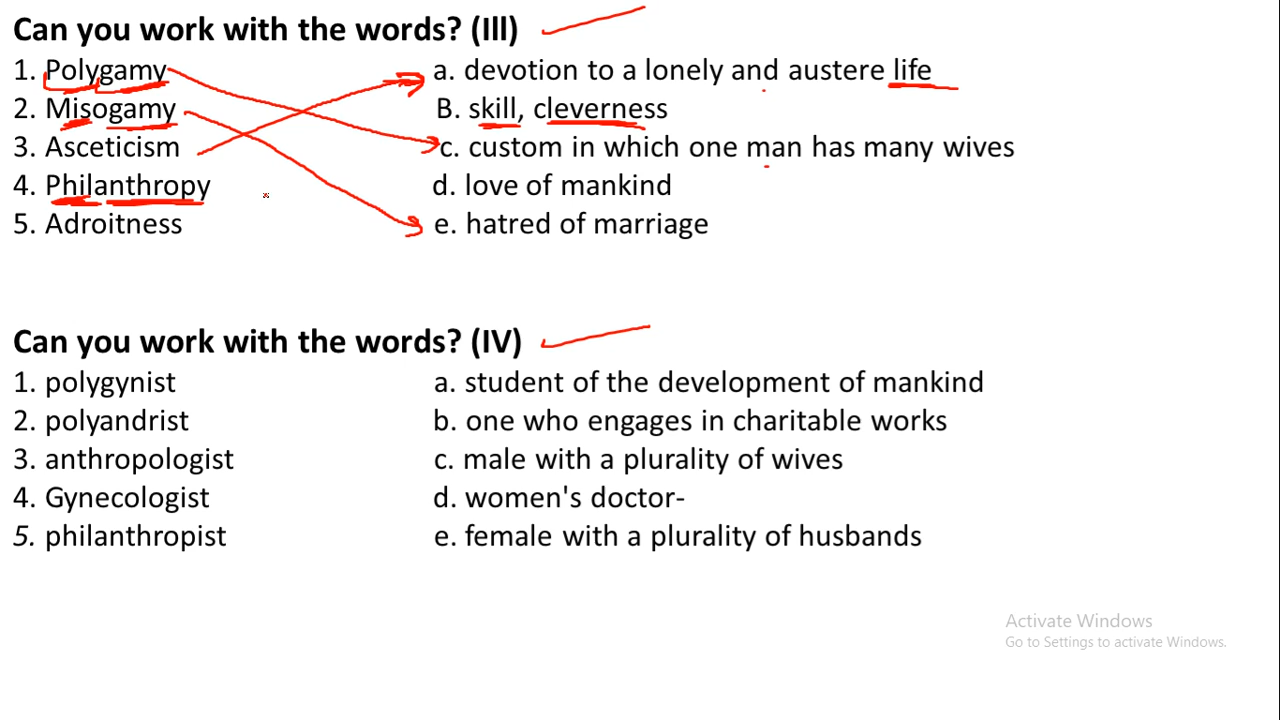 Can you work with the words? (III)
1. Polygamy a. devotion to a lonely and austere life
2. Misogamy B. skill, cleverness
3. Asceticism c. custom in which one man has many wives
4. Philanthropy d. love of mankind
5. Adroitness e. hatred of marriage
Can you work with the words? (IV)
1. polygynist a. student of the development of mankind
2. polyandrist b. one who engages in charitable works
3. anthropologist c. male with a plurality of wives
4. Gynecologist d. women's doctor-
5. philanthropist e. female with a plurality of husbands
Activate Windows
Go to Settings to activate Windows.